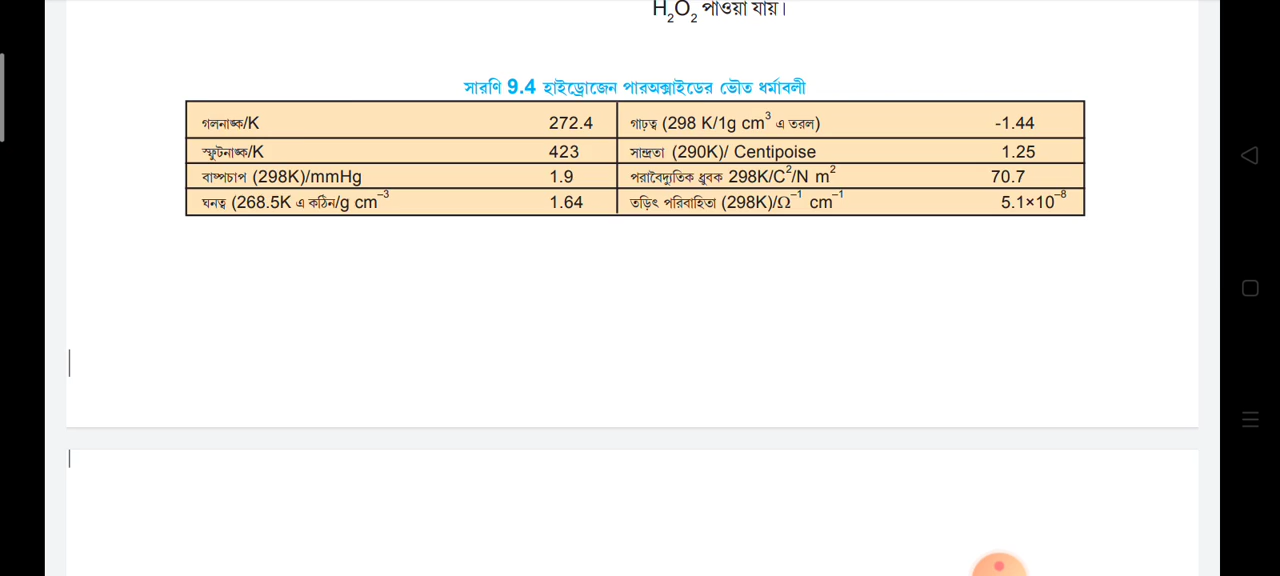 H₂O₂ পাওয়া যায়।
সারণি 9.4 হাইড্রোজেন পারঅক্সাইডের ভৌত ধর্মাবলী
গলনাঙ্ক/K 272.4 গাঢ়ত্ব (298 K/1g cm³ এ তরল) -1.44
স্ফুটনাঙ্ক/K 423 সান্দ্রতা (290K)/ Centipoise 1.25
বাষ্পচাপ (298K)/mmHg 1.9 পরাবৈদ্যুতিক ধ্রুবক 298K/C²/N m² 70.7
ঘনত্ব (268.5K এ কঠিন/g cm⁻³ 1.64 তড়িৎ পরিবাহিতা (298K)/Ω⁻¹ cm⁻¹ 5.1×10⁻⁸